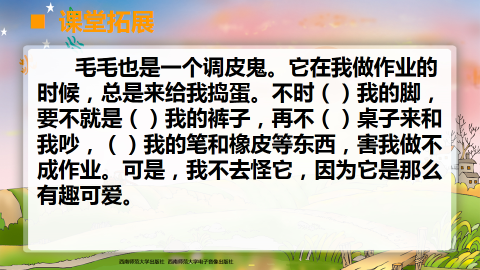 ■ 课堂拓展
毛毛也是一个调皮鬼。它在我做作业的
时候，总是来给我捣蛋。不时（ ）我的脚，
要不就是（ ）我的裤子，再不（ ）桌子来和
我吵，（ ）我的笔和橡皮等东西，害我做不
成作业。可是，我不去怪它，因为它是那么
有趣可爱。
西南师范大学出版社 西南师范大学电子音像出版社